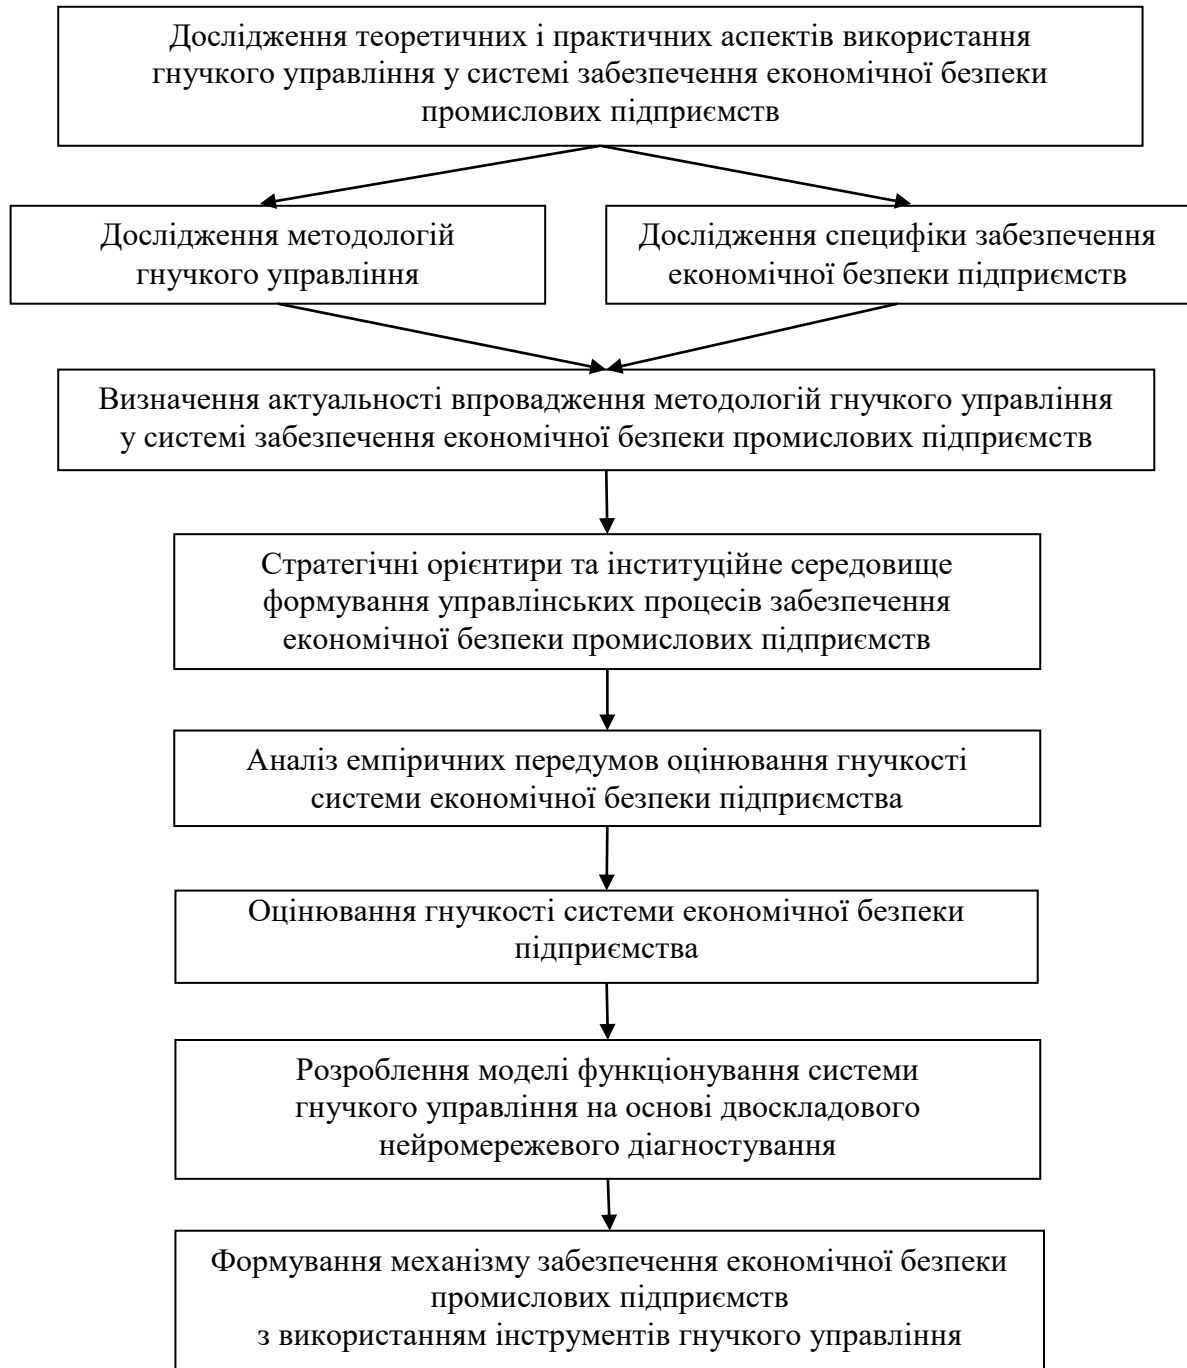 Дослідження теоретичних і практичних аспектів використання
гнучкого управління у системі забезпечення економічної безпеки
промислових підприємств
Дослідження методологій
гнучкого управління
Дослідження специфіки забезпечення
економічної безпеки підприємств
Визначення актуальності впровадження методологій гнучкого управління
у системі забезпечення економічної безпеки промислових підприємств
Стратегічні орієнтири та інституційне середовище
формування управлінських процесів забезпечення
економічної безпеки промислових підприємств
Аналіз емпіричних передумов оцінювання гнучкості
системи економічної безпеки підприємства
Оцінювання гнучкості системи економічної безпеки
підприємства
Розроблення моделі функціонування системи
гнучкого управління на основі двоскладового
нейромережевого діагностування
Формування механізму забезпечення економічної безпеки
промислових підприємств
з використанням інструментів гнучкого управління